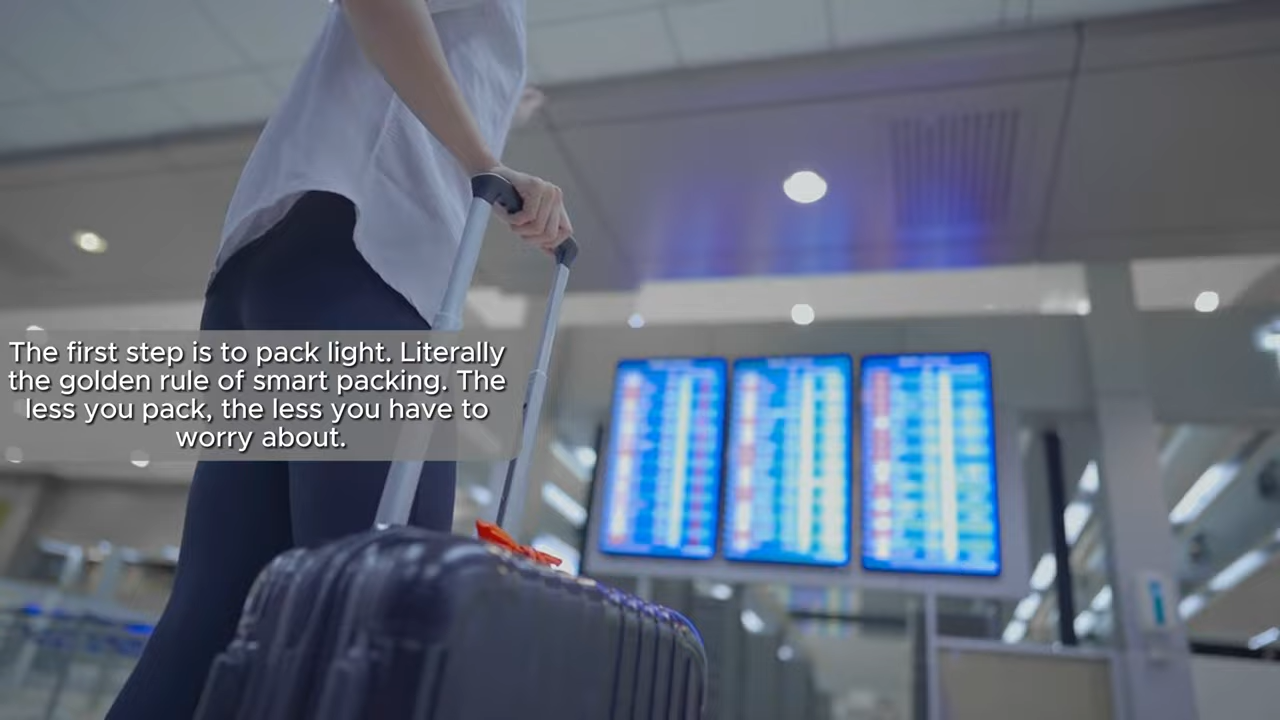 The first step is to pack light. Literally
the golden rule of smart packing. The
less you pack, the less you have to
worry about.